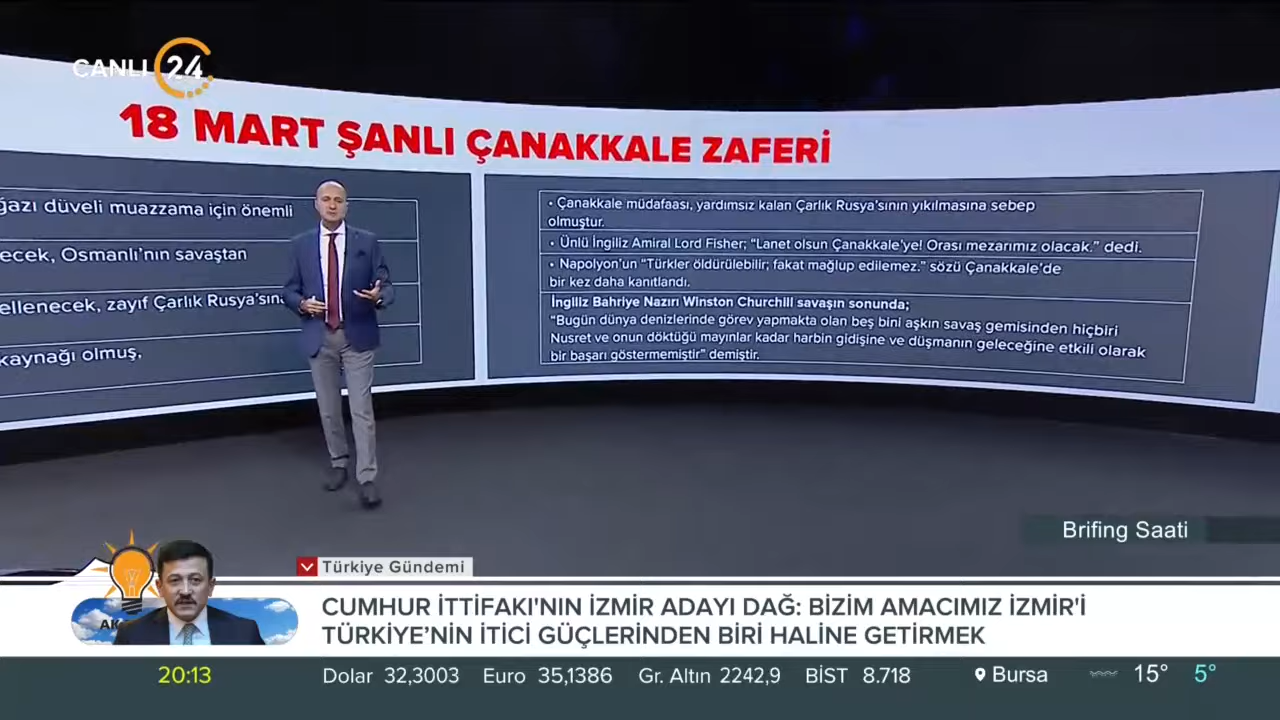 CANLI 24
18 MART ŞANLI ÇANAKKALE ZAFERİ
ğazı düveli muazzama için önemli
ecek, Osmanlı'nın savaştan
ellenecek, zayıf Çarlık Rusya'sına
kaynağı olmuş,
• Çanakkale müdafaası, yardımsız kalan Çarlık Rusya'sının yıkılmasına sebep
olmuştur.
• Ünlü İngiliz Amiral Lord Fisher; "Lanet olsun Çanakkale'ye! Orası mezarımız olacak." dedi.
• Napolyon'un "Türkler öldürülebilir; fakat mağlup edilemez." sözü Çanakkale'de
bir kez daha kanıtlandı.
İngiliz Bahriye Nazırı Winston Churchill savaşın sonunda;
"Bugün dünya denizlerinde görev yapmakta olan beş bini aşkın savaş gemisinden hiçbiri
Nusret ve onun döktüğü mayınlar kadar harbin gidişine ve düşmanın geleceğine etkili olarak
bir başarı göstermemiştir" demiştir.
Brifing Saati
Türkiye Gündemi
AK
CUMHUR İTTİFAKI'NIN İZMİR ADAYI DAĞ: BİZİM AMACIMIZ İZMİR'İ
TÜRKİYE'NİN İTİCİ GÜÇLERİNDEN BİRİ HALİNE GETİRMEK
20:13 Dolar 32,3003 Euro 35,1386 Gr. Altın 2242,9 BİST 8.718 Bursa 15° 5°